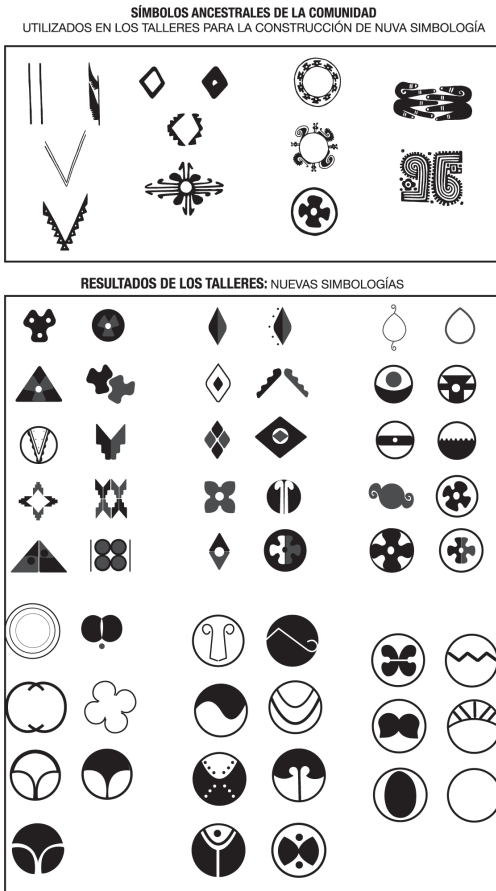 SÍMBOLOS ANCESTRALES DE LA COMUNIDAD
UTILIZADOS EN LOS TALLERES PARA LA CONSTRUCCIÓN DE NUVA SIMBOLOGÍA
RESULTADOS DE LOS TALLERES: NUEVAS SIMBOLOGÍAS